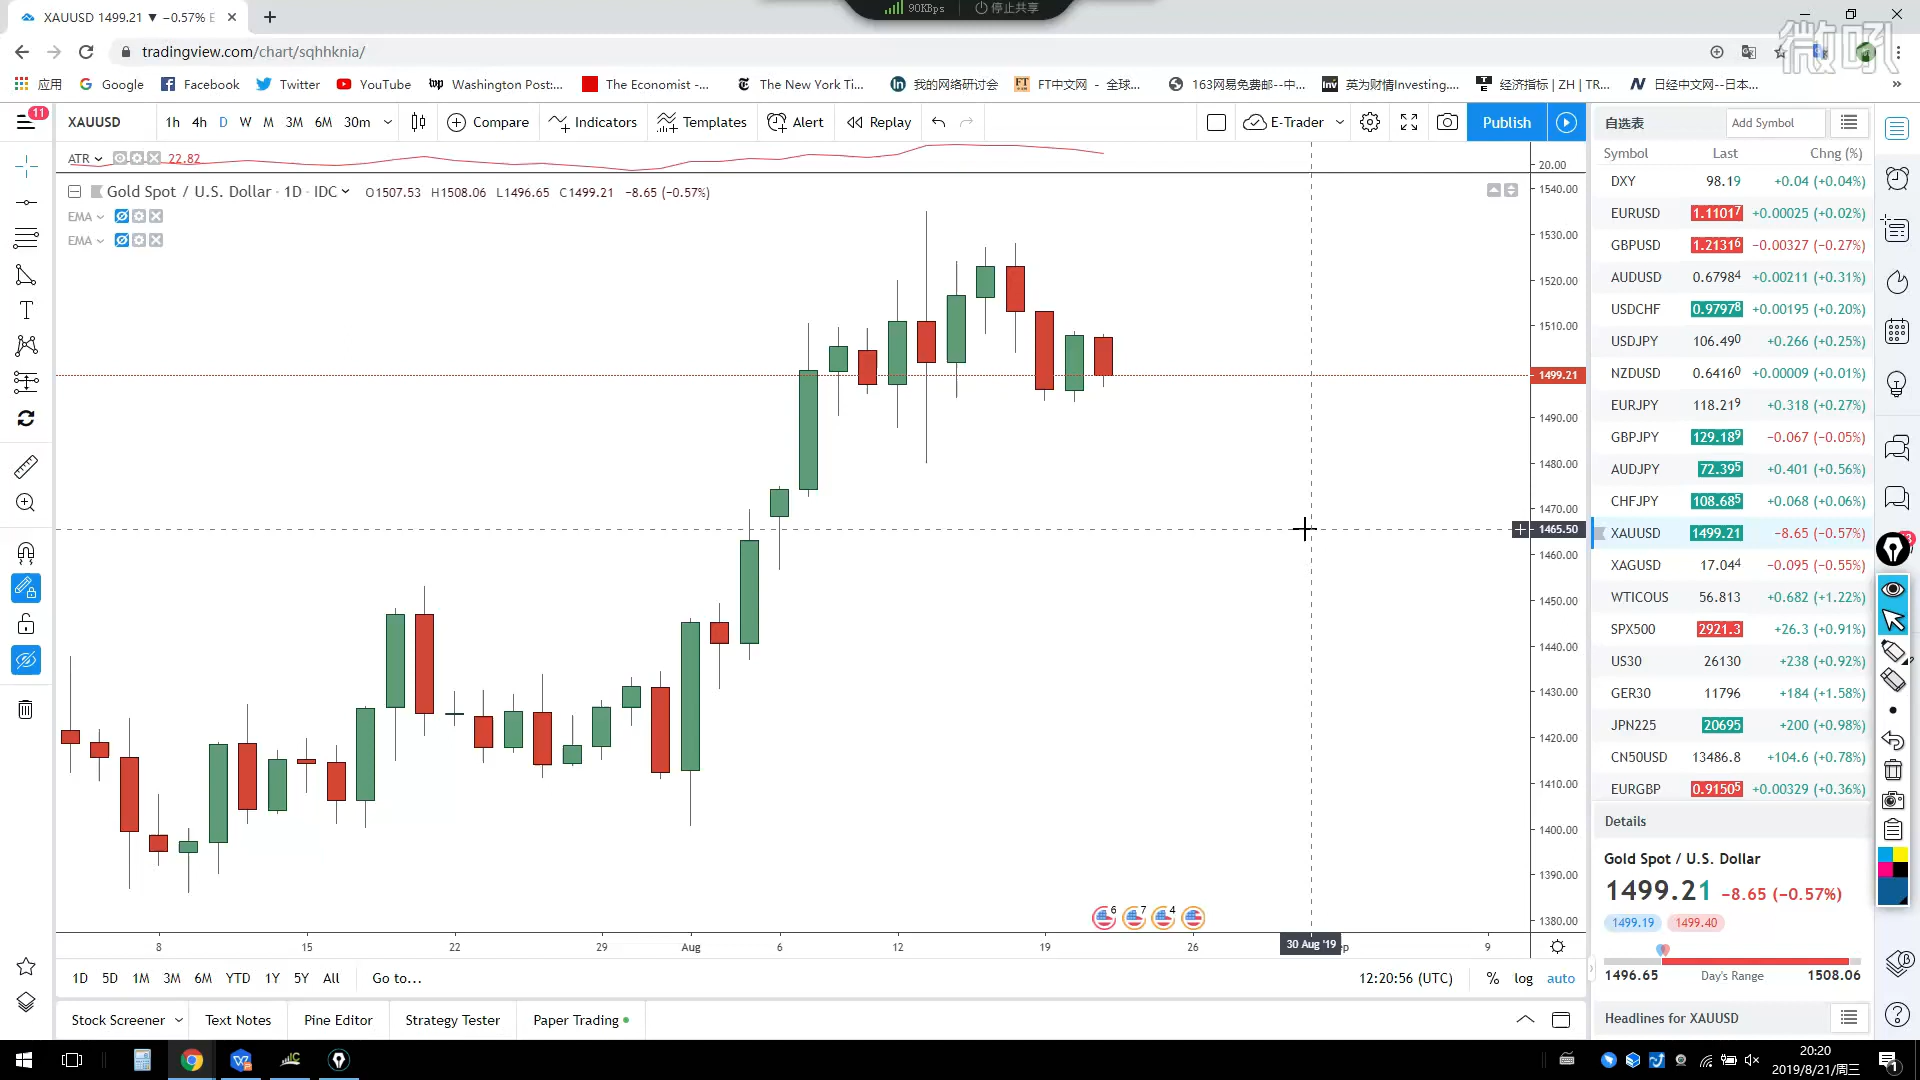 XAUUSD 1499.21 ▼ −0.57% E
90KBps
停止共享
微吼
tradingview.com/chart/sqhhknia/
应用
Google
Facebook
Twitter
YouTube
Washington Post:...
The Economist -...
The New York Ti...
我的网络研讨会
FT中文网 - 全球...
163网易免费邮--中...
英为财情Investing....
经济指标 | ZH | TR...
日经中文网--日本...
»
11
XAUUSD
1h 4h D W M 3M 6M 30m
Compare
Indicators
Templates
Alert
Replay
E-Trader
Publish
ATR 22.82
Gold Spot / U.S. Dollar · 1D · IDC O1507.53 H1508.06 L1496.65 C1499.21 −8.65 (−0.57%)
EMA
EMA
20.00
1540.00
1530.00
1520.00
1510.00
1499.21
1490.00
1480.00
1470.00
1465.50
1460.00
1450.00
1440.00
1430.00
1420.00
1410.00
1400.00
1390.00
1380.00
6 7 4
8 15 22 29 Aug 6 12 19 26 30 Aug '19 9
1D 5D 1M 3M 6M YTD 1Y 5Y All Go to...
12:20:56 (UTC) % log auto
Stock Screener Text Notes Pine Editor Strategy Tester Paper Trading
自选表 Add Symbol
Symbol Last Chng (%)
DXY 98.19 +0.04 (+0.04%)
EURUSD 1.11017 +0.00025 (+0.02%)
GBPUSD 1.21316 −0.00327 (−0.27%)
AUDUSD 0.67984 +0.00211 (+0.31%)
USDCHF 0.97978 +0.00195 (+0.20%)
USDJPY 106.490 +0.266 (+0.25%)
NZDUSD 0.64160 +0.00009 (+0.01%)
EURJPY 118.219 +0.318 (+0.27%)
GBPJPY 129.189 −0.067 (−0.05%)
AUDJPY 72.395 +0.401 (+0.56%)
CHFJPY 108.685 +0.068 (+0.06%)
XAUUSD 1499.21 −8.65 (−0.57%)
XAGUSD 17.044 −0.095 (−0.55%)
WTICOUS 56.813 +0.682 (+1.22%)
SPX500 2921.3 +26.3 (+0.91%)
US30 26130 +238 (+0.92%)
GER30 11796 +184 (+1.58%)
JPN225 20695 +200 (+0.98%)
CN50USD 13486.8 +104.6 (+0.78%)
EURGBP 0.91505 +0.00329 (+0.36%)
Details
Gold Spot / U.S. Dollar
1499.21 −8.65 (−0.57%)
1499.19 1499.40
1496.65 Day's Range 1508.06
Headlines for XAUUSD
20:20
2019/8/21/周三
1